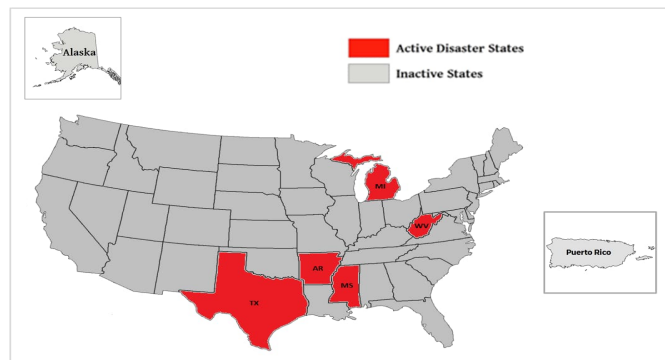 Alaska
Active Disaster States
Inactive States
MI
WV
AR
MS
TX
Puerto Rico